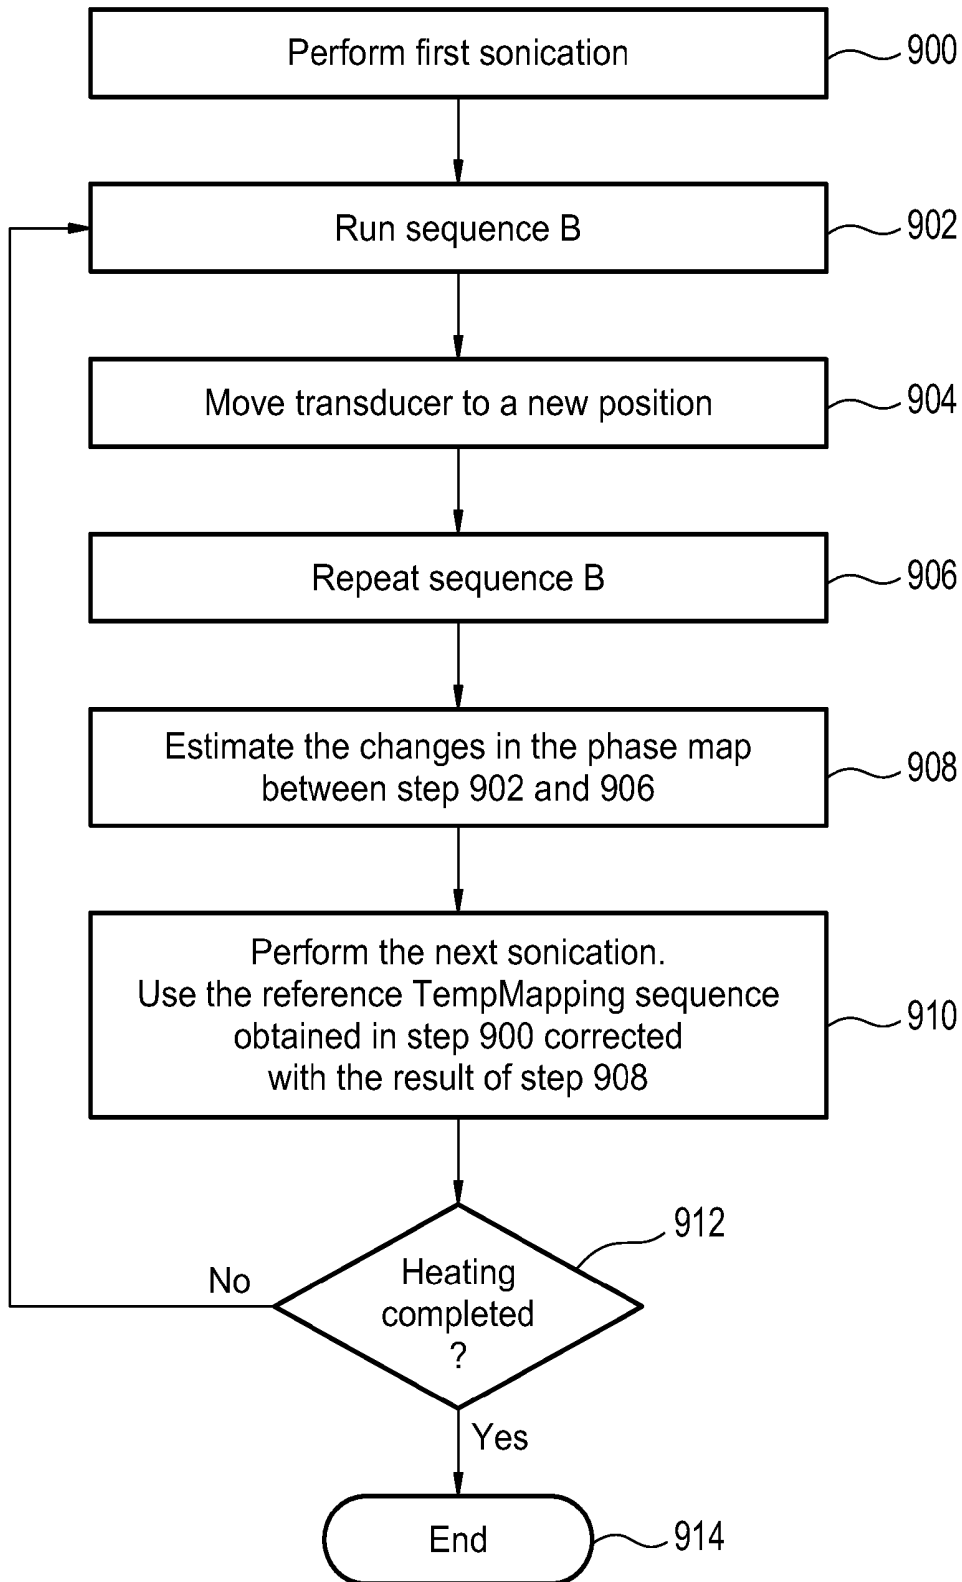 Perform first sonication
900
Run sequence B
902
Move transducer to a new position
904
Repeat sequence B
906
Estimate the changes in the phase map
between step 902 and 906
908
Perform the next sonication.
Use the reference TempMapping sequence
obtained in step 900 corrected
with the result of step 908
910
912
Heating
completed
?
No
Yes
End
914